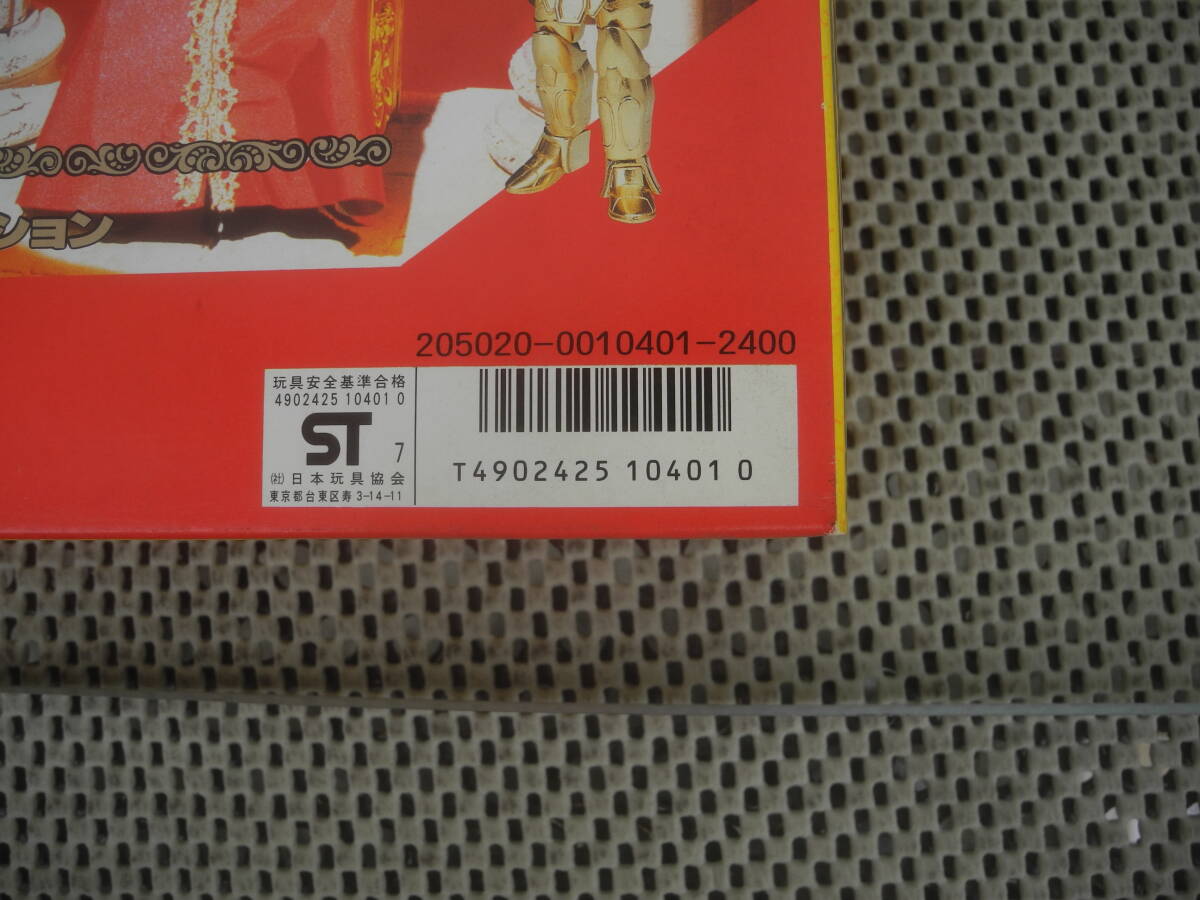 ション
205020-0010401-2400
玩具安全基準合格
4902425 10401 0
ST 7
(社)日本玩具協会
東京都台東区寿 3-14-11
T4902425 10401 0